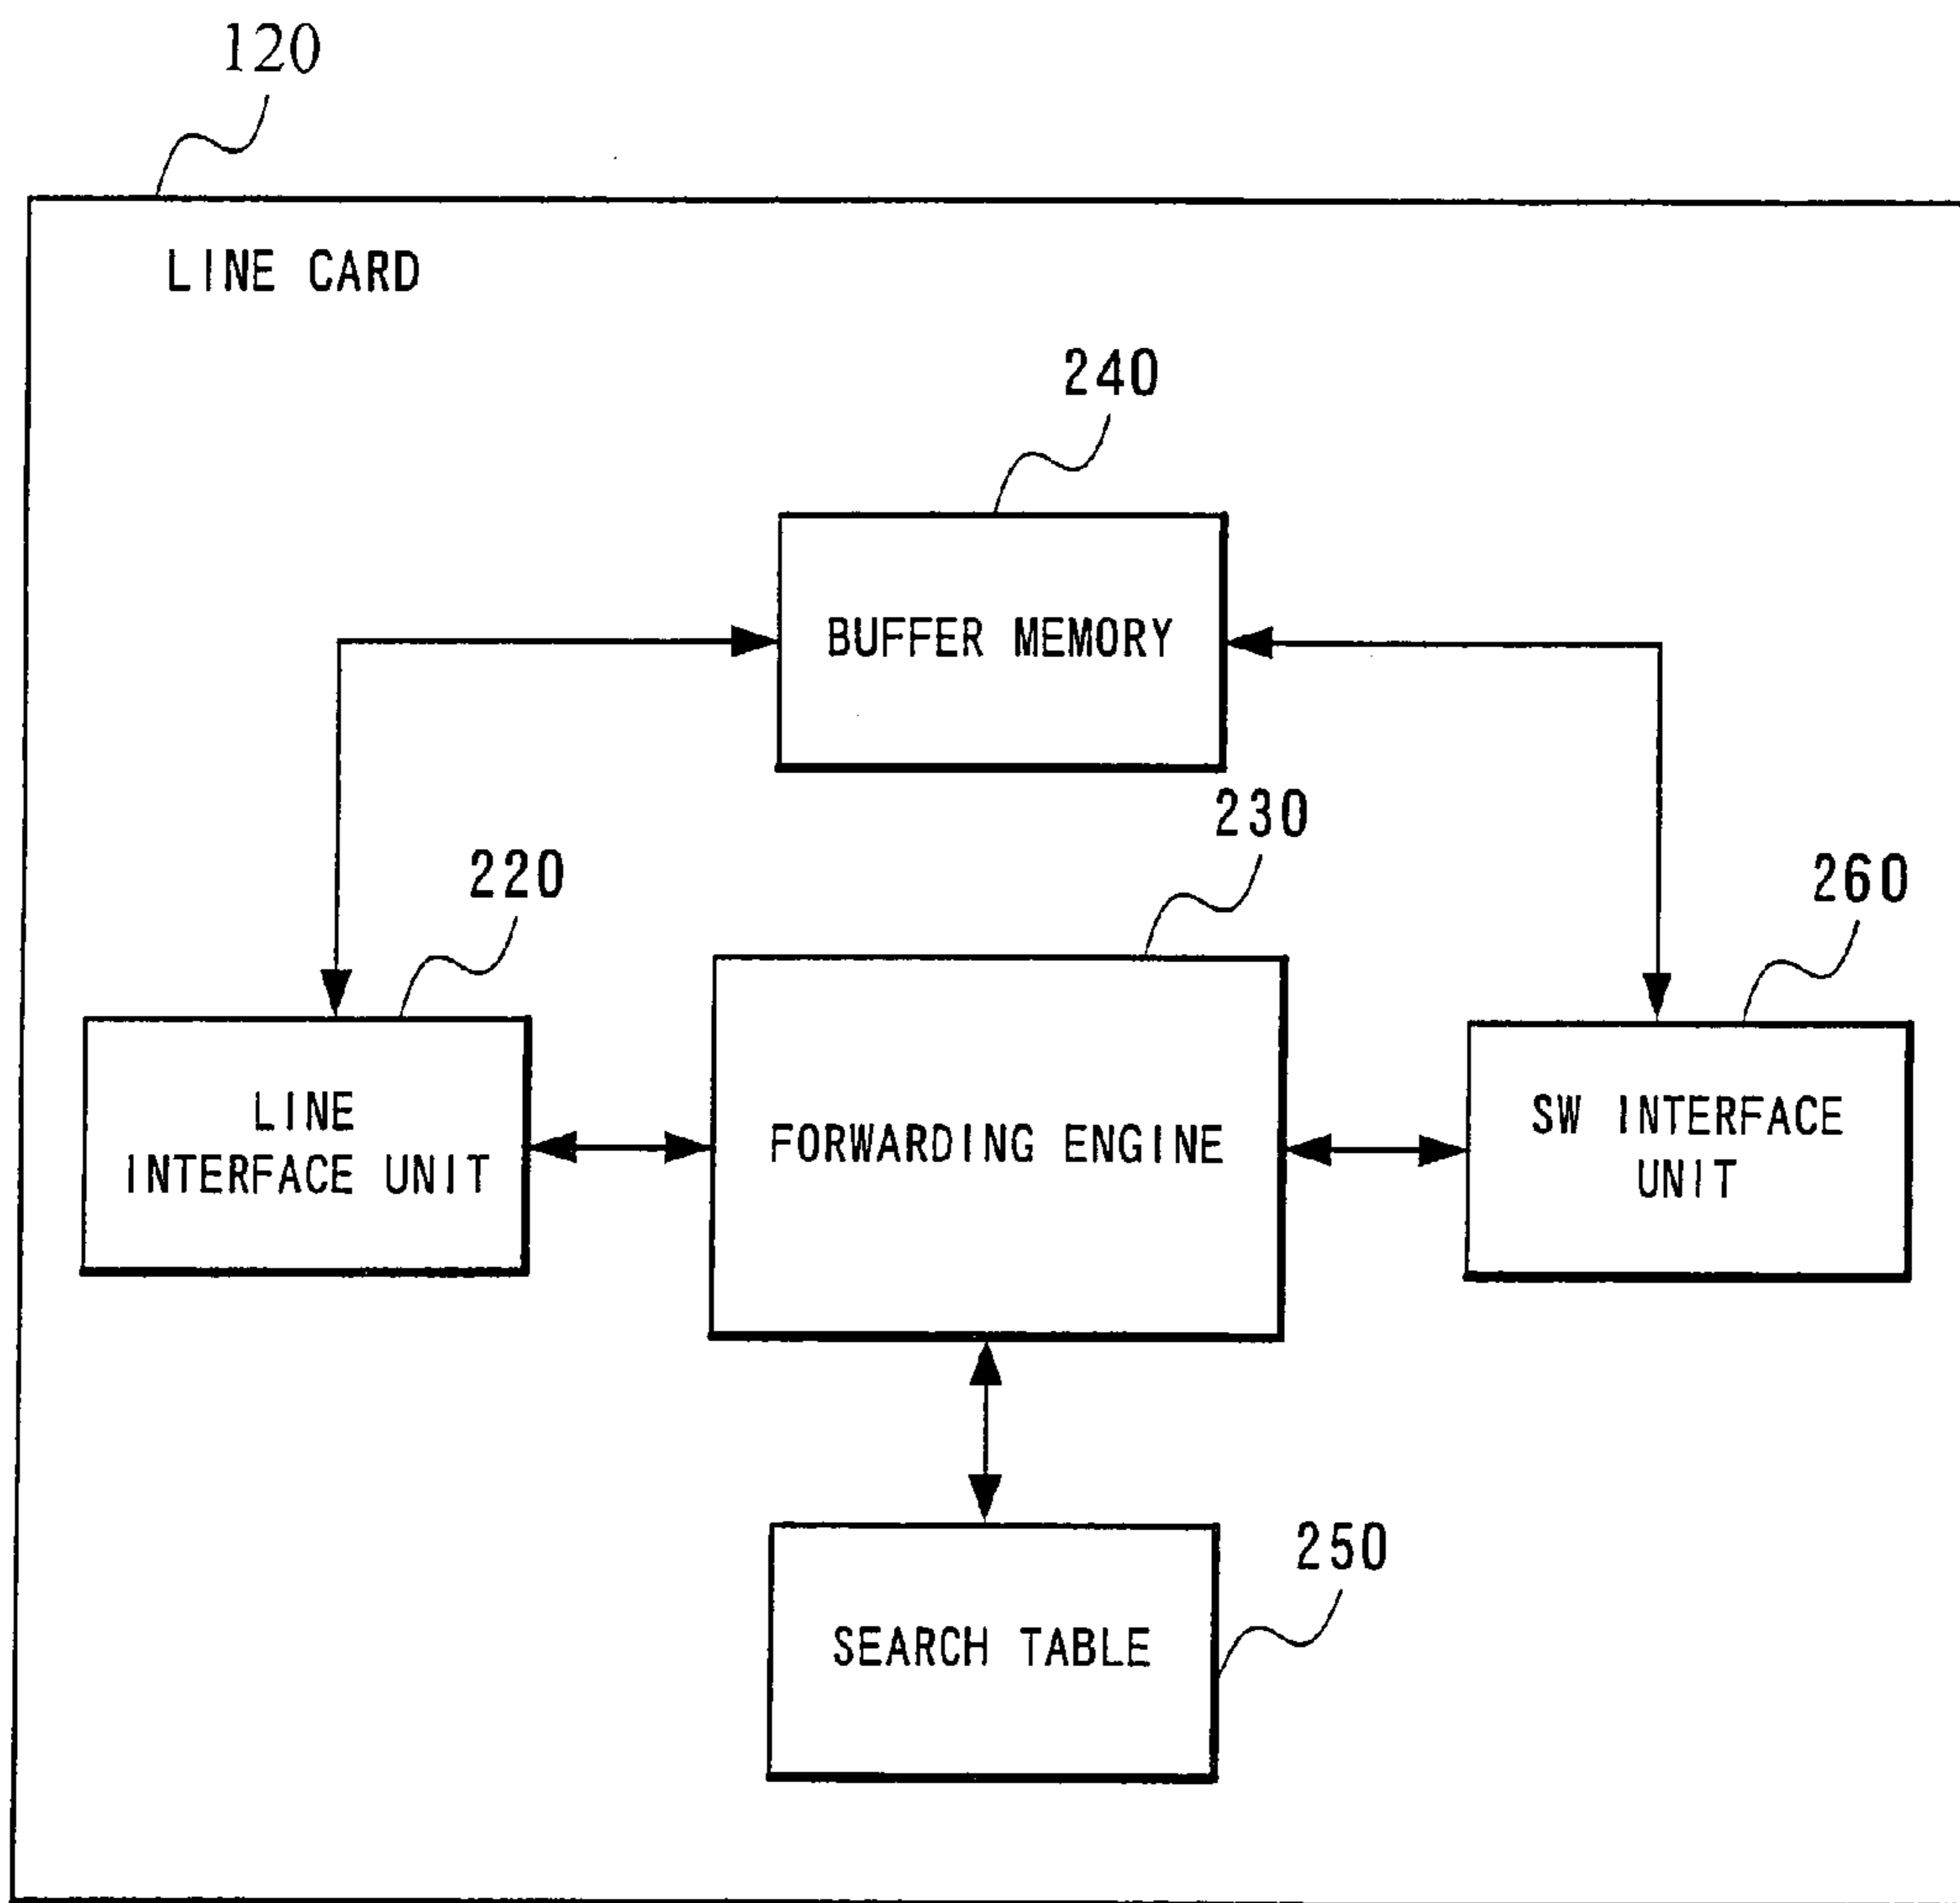 120
LINE CARD
240
BUFFER MEMORY
230
220
260
LINE
INTERFACE UNIT
FORWARDING ENGINE
SW INTERFACE
UNIT
250
SEARCH TABLE